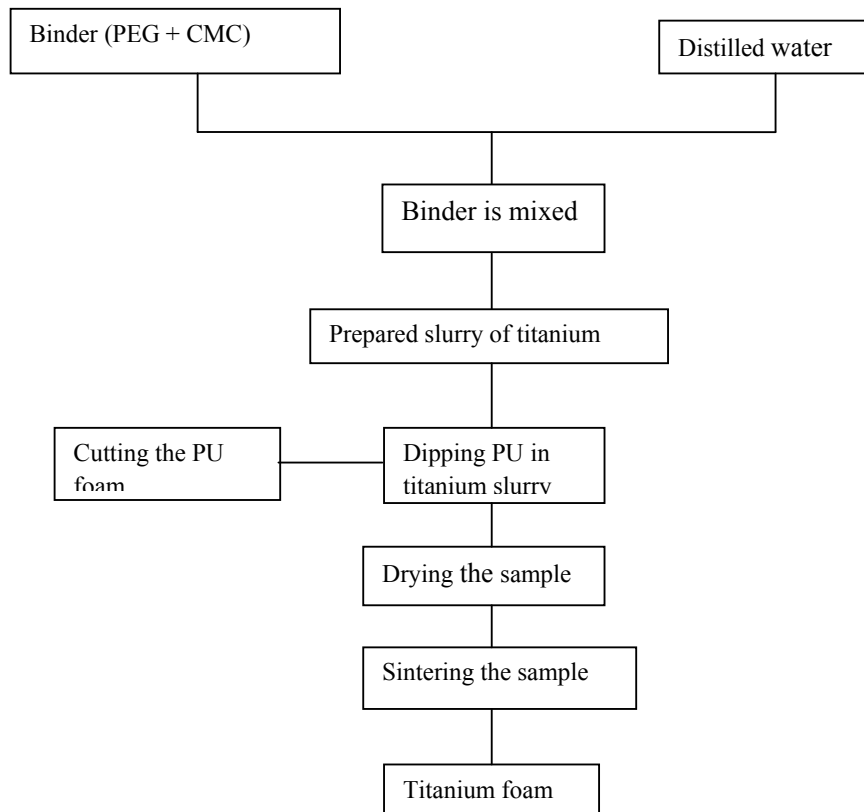 Binder (PEG + CMC)
Distilled water
Binder is mixed
Prepared slurry of titanium
Cutting the PU
foam
Dipping PU in
titanium slurry
Drying the sample
Sintering the sample
Titanium foam